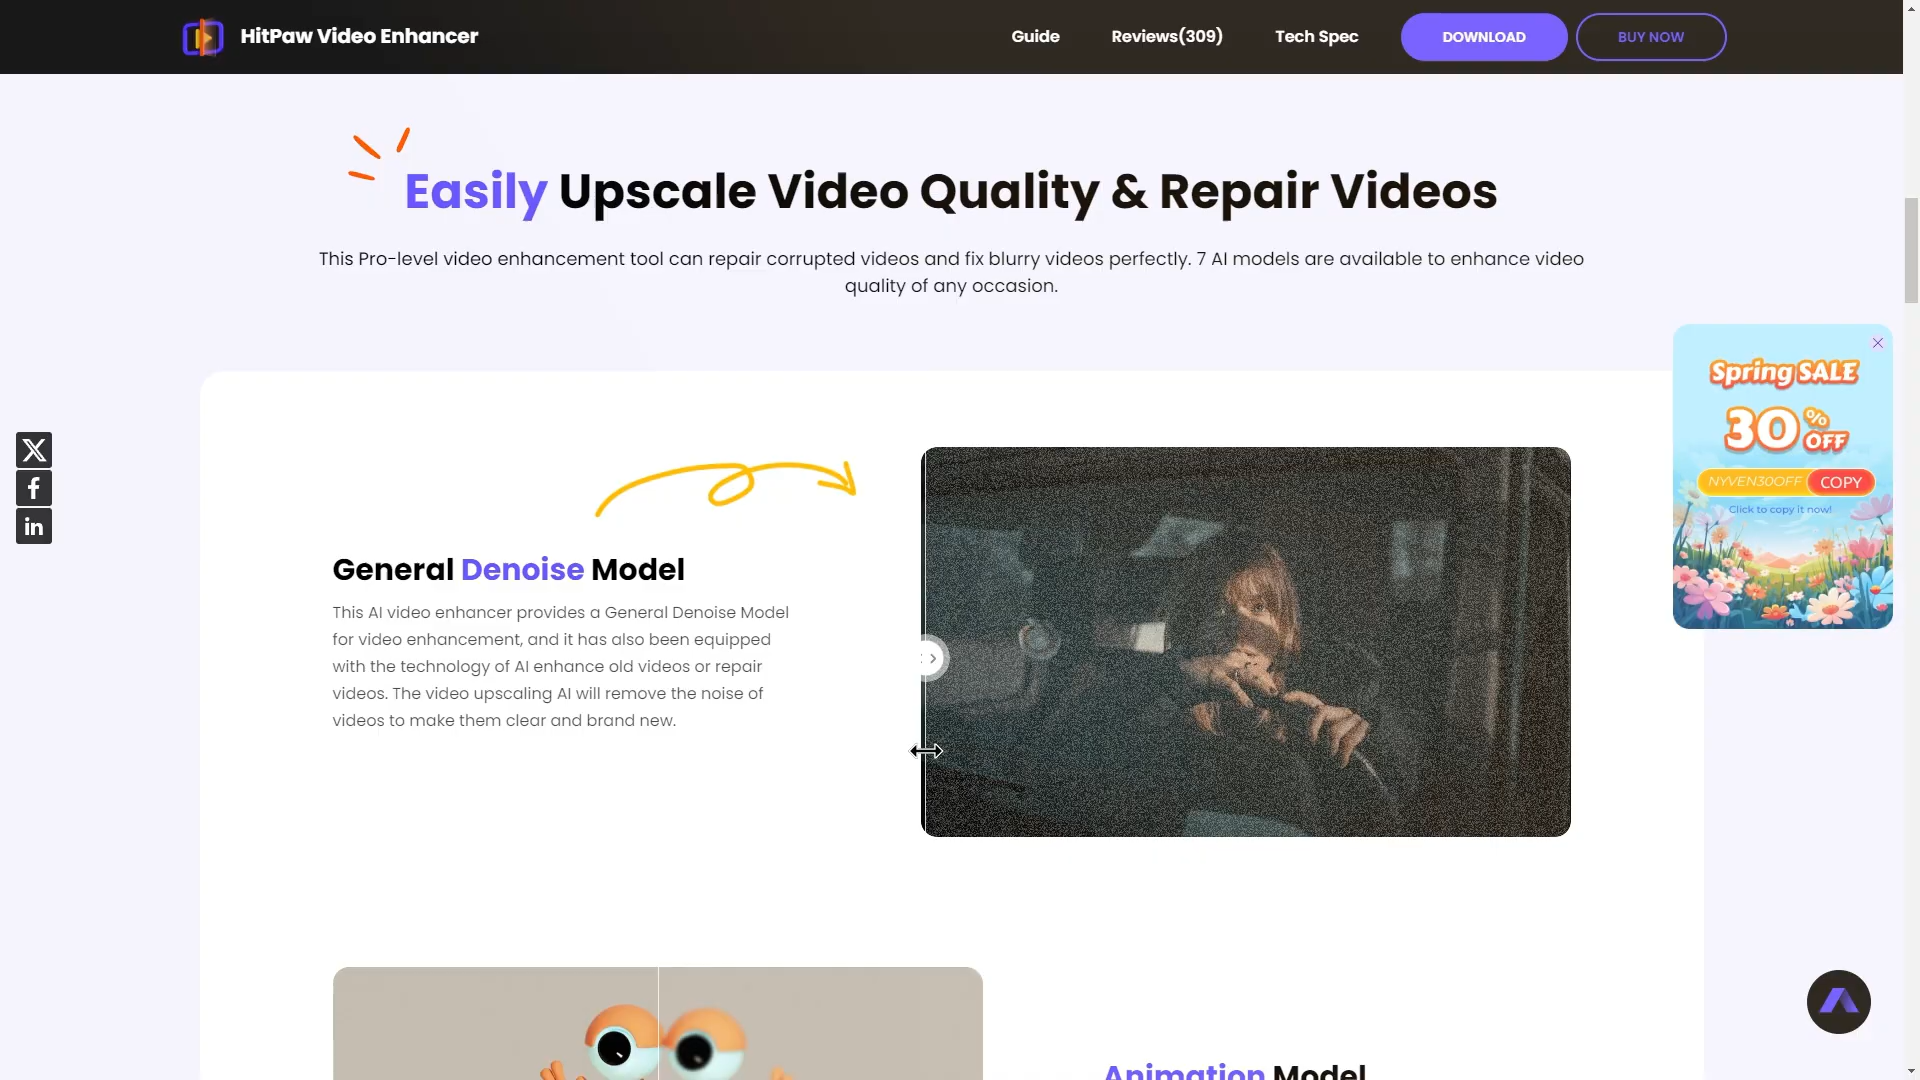 HitPaw Video Enhancer
Guide
Reviews(309)
Tech Spec
DOWNLOAD
BUY NOW
Easily Upscale Video Quality & Repair Videos
This Pro-level video enhancement tool can repair corrupted videos and fix blurry videos perfectly. 7 AI models are available to enhance video
quality of any occasion.
Spring SALE
30% OFF
NYVEN30OFF COPY
Click to copy it now!
General Denoise Model
This AI video enhancer provides a General Denoise Model
for video enhancement, and it has also been equipped
with the technology of AI enhance old videos or repair
videos. The video upscaling AI will remove the noise of
videos to make them clear and brand new.
Animation Model